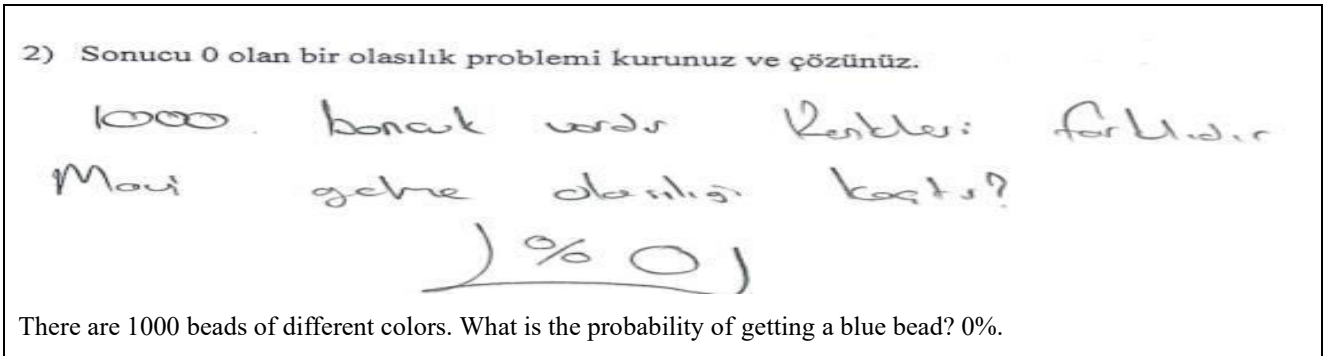 2) Sonucu 0 olan bir olasılık problemi kurunuz ve çözünüz.
1000 boncuk vardır Renkleri farklıdır
Mavi gelme olasılığı kaçtı?
% 0
There are 1000 beads of different colors. What is the probability of getting a blue bead? 0%.